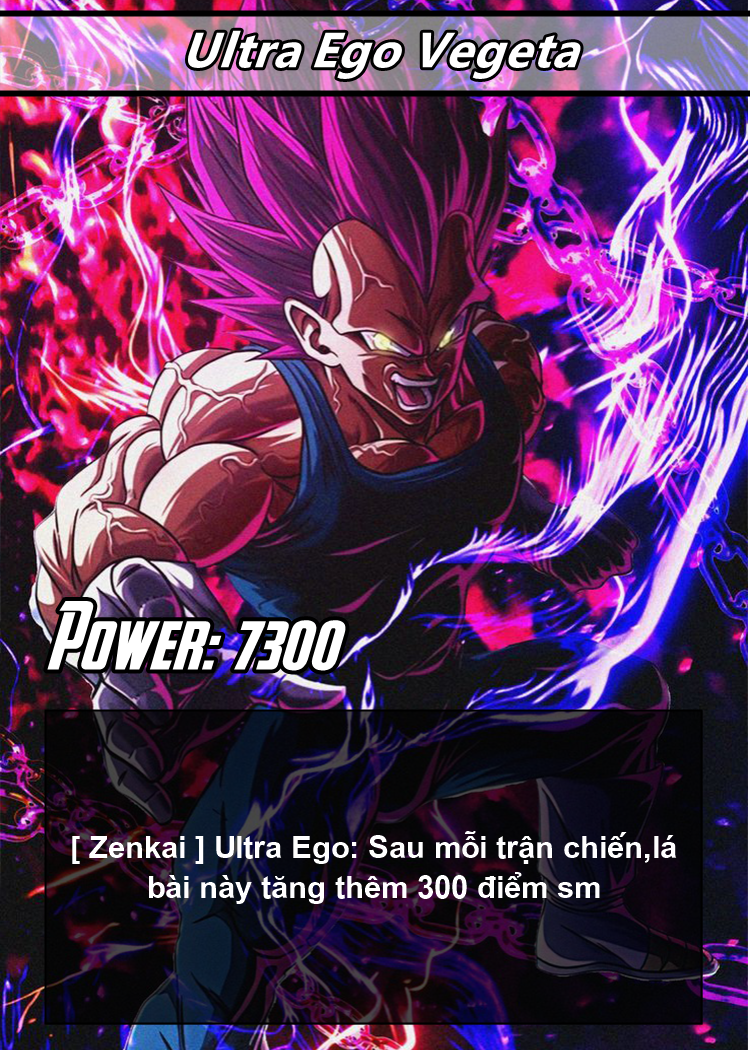 Ultra Ego Vegeta
Power: 7300
[ Zenkai ] Ultra Ego: Sau mỗi trận chiến,lá
bài này tăng thêm 300 điểm sm